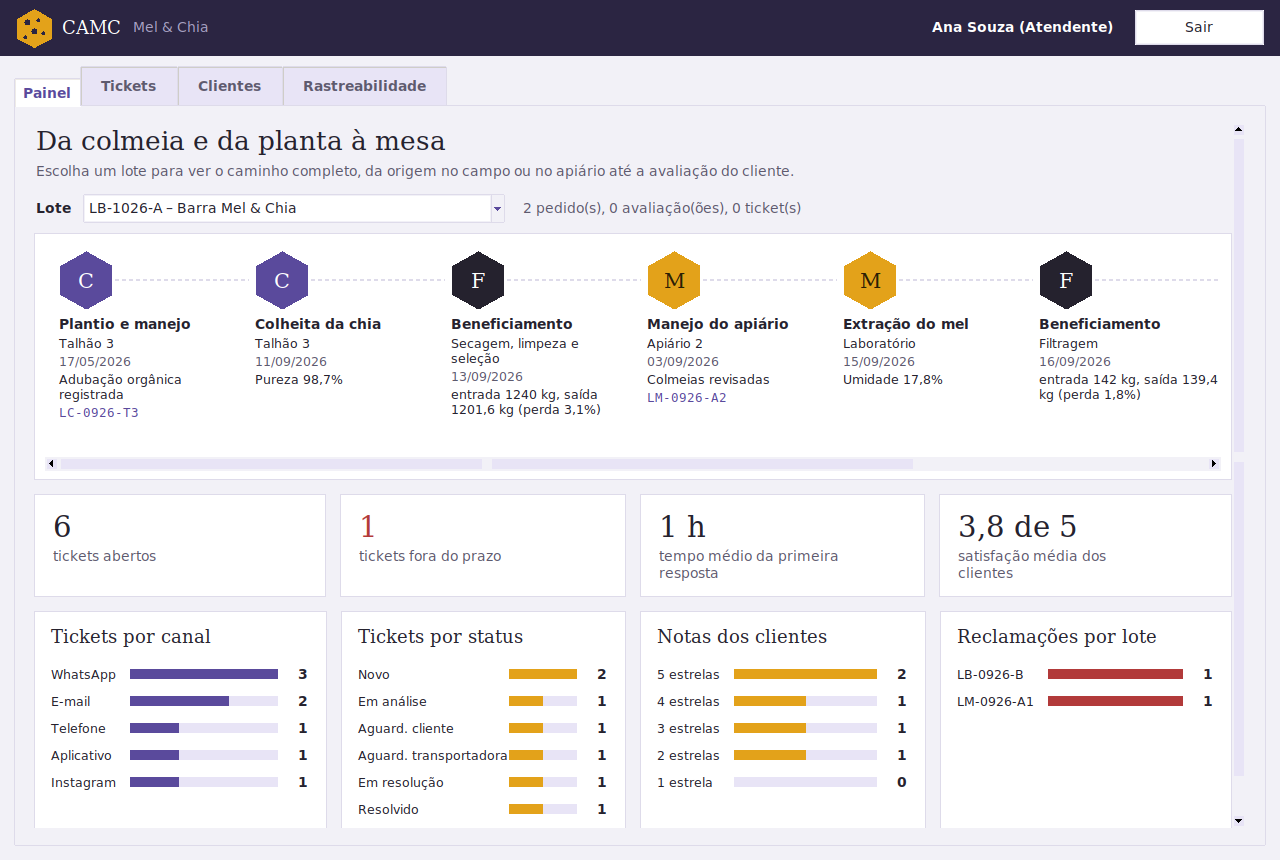 CAMC Mel & Chia
Ana Souza (Atendente)
Sair
Painel
Tickets
Clientes
Rastreabilidade
Da colmeia e da planta à mesa
Escolha um lote para ver o caminho completo, da origem no campo ou no apiário até a avaliação do cliente.
Lote
LB-1026-A – Barra Mel & Chia
2 pedido(s), 0 avaliação(ões), 0 ticket(s)
C
Plantio e manejo
Talhão 3
17/05/2026
Adubação orgânica
registrada
LC-0926-T3
C
Colheita da chia
Talhão 3
11/09/2026
Pureza 98,7%
F
Beneficiamento
Secagem, limpeza e
seleção
13/09/2026
entrada 1240 kg, saída
1201,6 kg (perda 3,1%)
M
Manejo do apiário
Apiário 2
03/09/2026
Colmeias revisadas
LM-0926-A2
M
Extração do mel
Laboratório
15/09/2026
Umidade 17,8%
F
Beneficiamento
Filtragem
16/09/2026
entrada 142 kg, saída 139,4
kg (perda 1,8%)
6
tickets abertos
1
tickets fora do prazo
1 h
tempo médio da primeira
resposta
3,8 de 5
satisfação média dos
clientes
Tickets por canal
WhatsApp 3
E-mail 2
Telefone 1
Aplicativo 1
Instagram 1
Tickets por status
Novo 2
Em análise 1
Aguard. cliente 1
Aguard. transportadora 1
Em resolução 1
Resolvido 1
Notas dos clientes
5 estrelas 2
4 estrelas 1
3 estrelas 1
2 estrelas 1
1 estrela 0
Reclamações por lote
LB-0926-B 1
LM-0926-A1 1